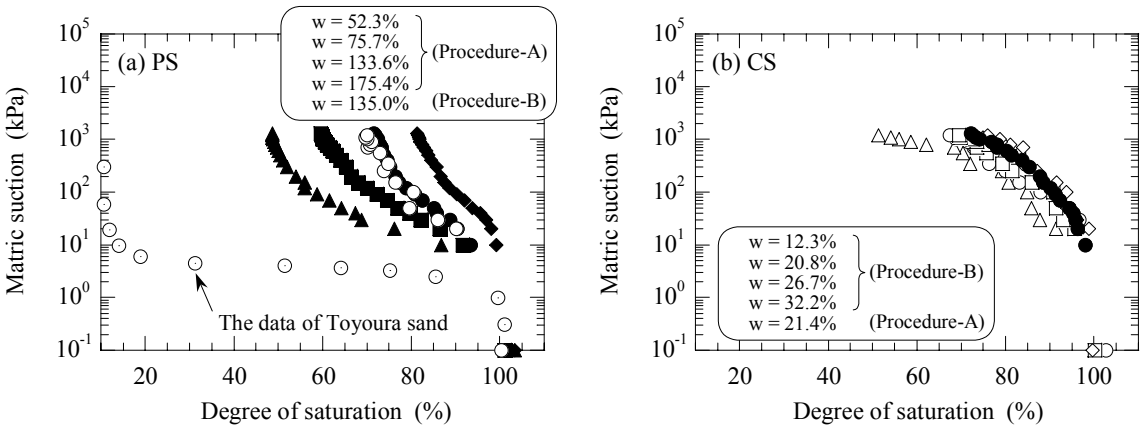 (a) PS
w = 52.3%
w = 75.7%
w = 133.6%
w = 175.4%
w = 135.0%
(Procedure-A)
(Procedure-B)
10^5
10^4
10^3
10^2
10^1
10^0
10^-1
Matric suction (kPa)
The data of Toyoura sand
20
40
60
80
100
Degree of saturation (%)
(b) CS
10^5
10^4
10^3
10^2
10^1
10^0
10^-1
Matric suction (kPa)
w = 12.3%
w = 20.8%
w = 26.7%
w = 32.2%
w = 21.4%
(Procedure-B)
(Procedure-A)
20
40
60
80
100
Degree of saturation (%)